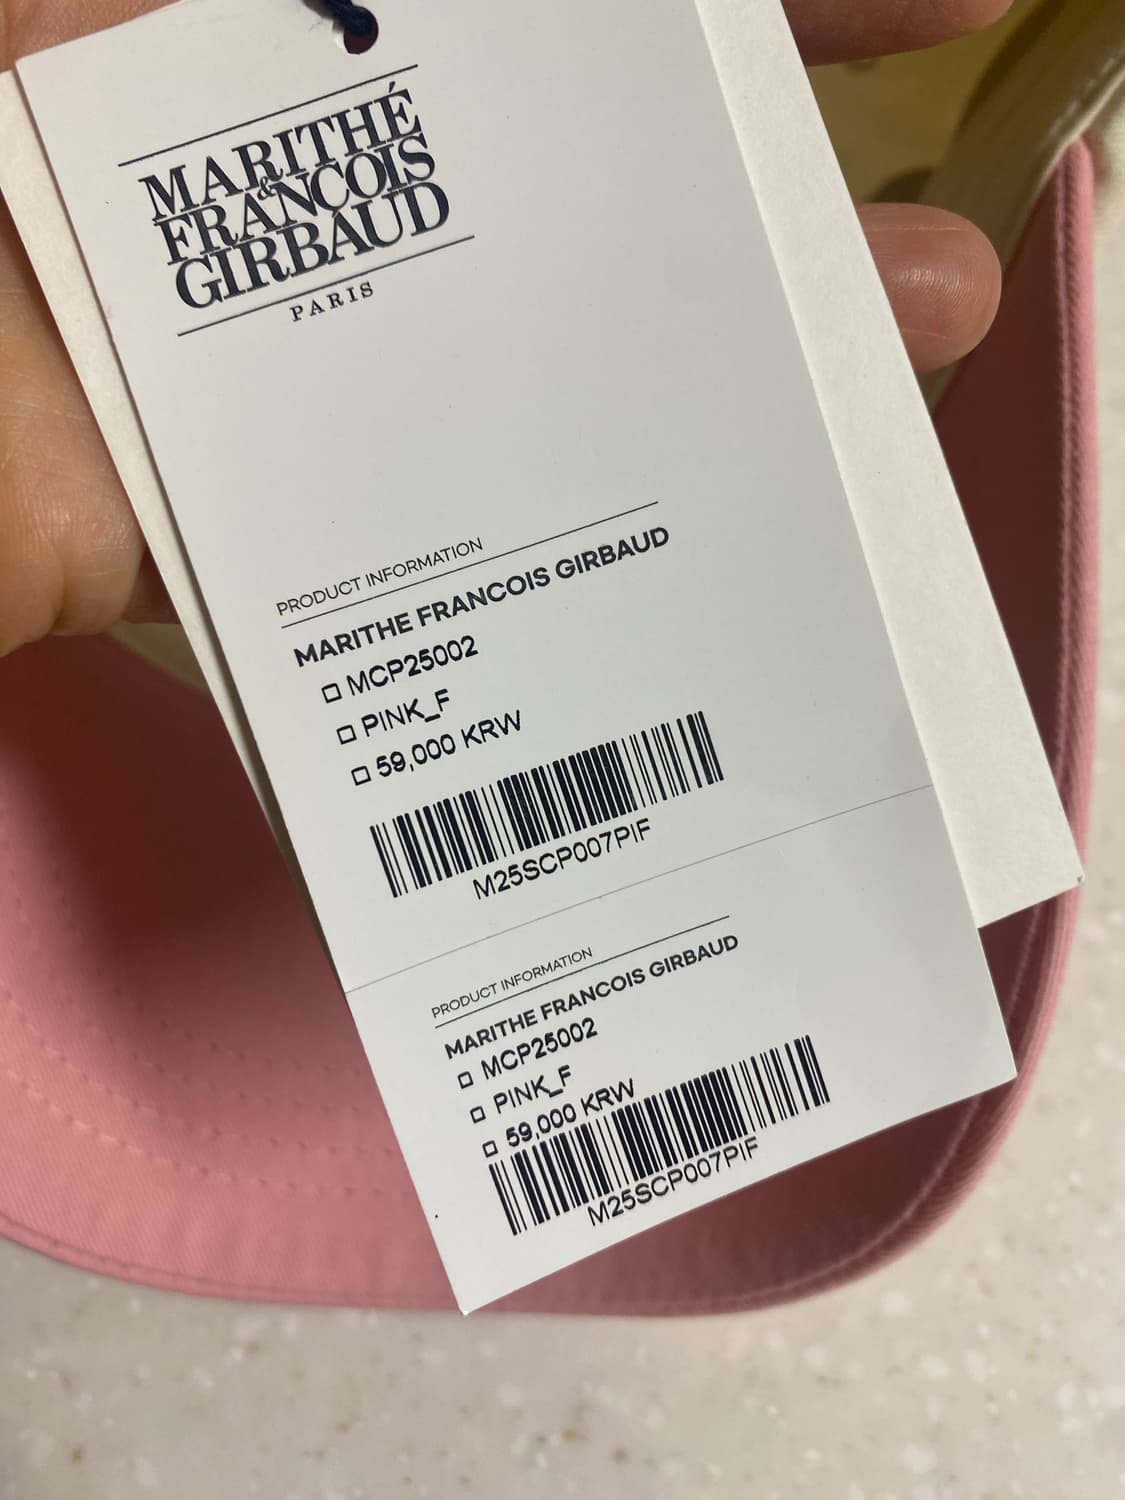 MARITHÉ
&
FRANCOIS
GIRBAUD
PARIS
PRODUCT INFORMATION
MARITHE FRANCOIS GIRBAUD
MCP25002
PINK_F
59,000 KRW
M25SCP007PIF
PRODUCT INFORMATION
MARITHE FRANCOIS GIRBAUD
MCP25002
PINK_F
59,000 KRW
M25SCP007PIF